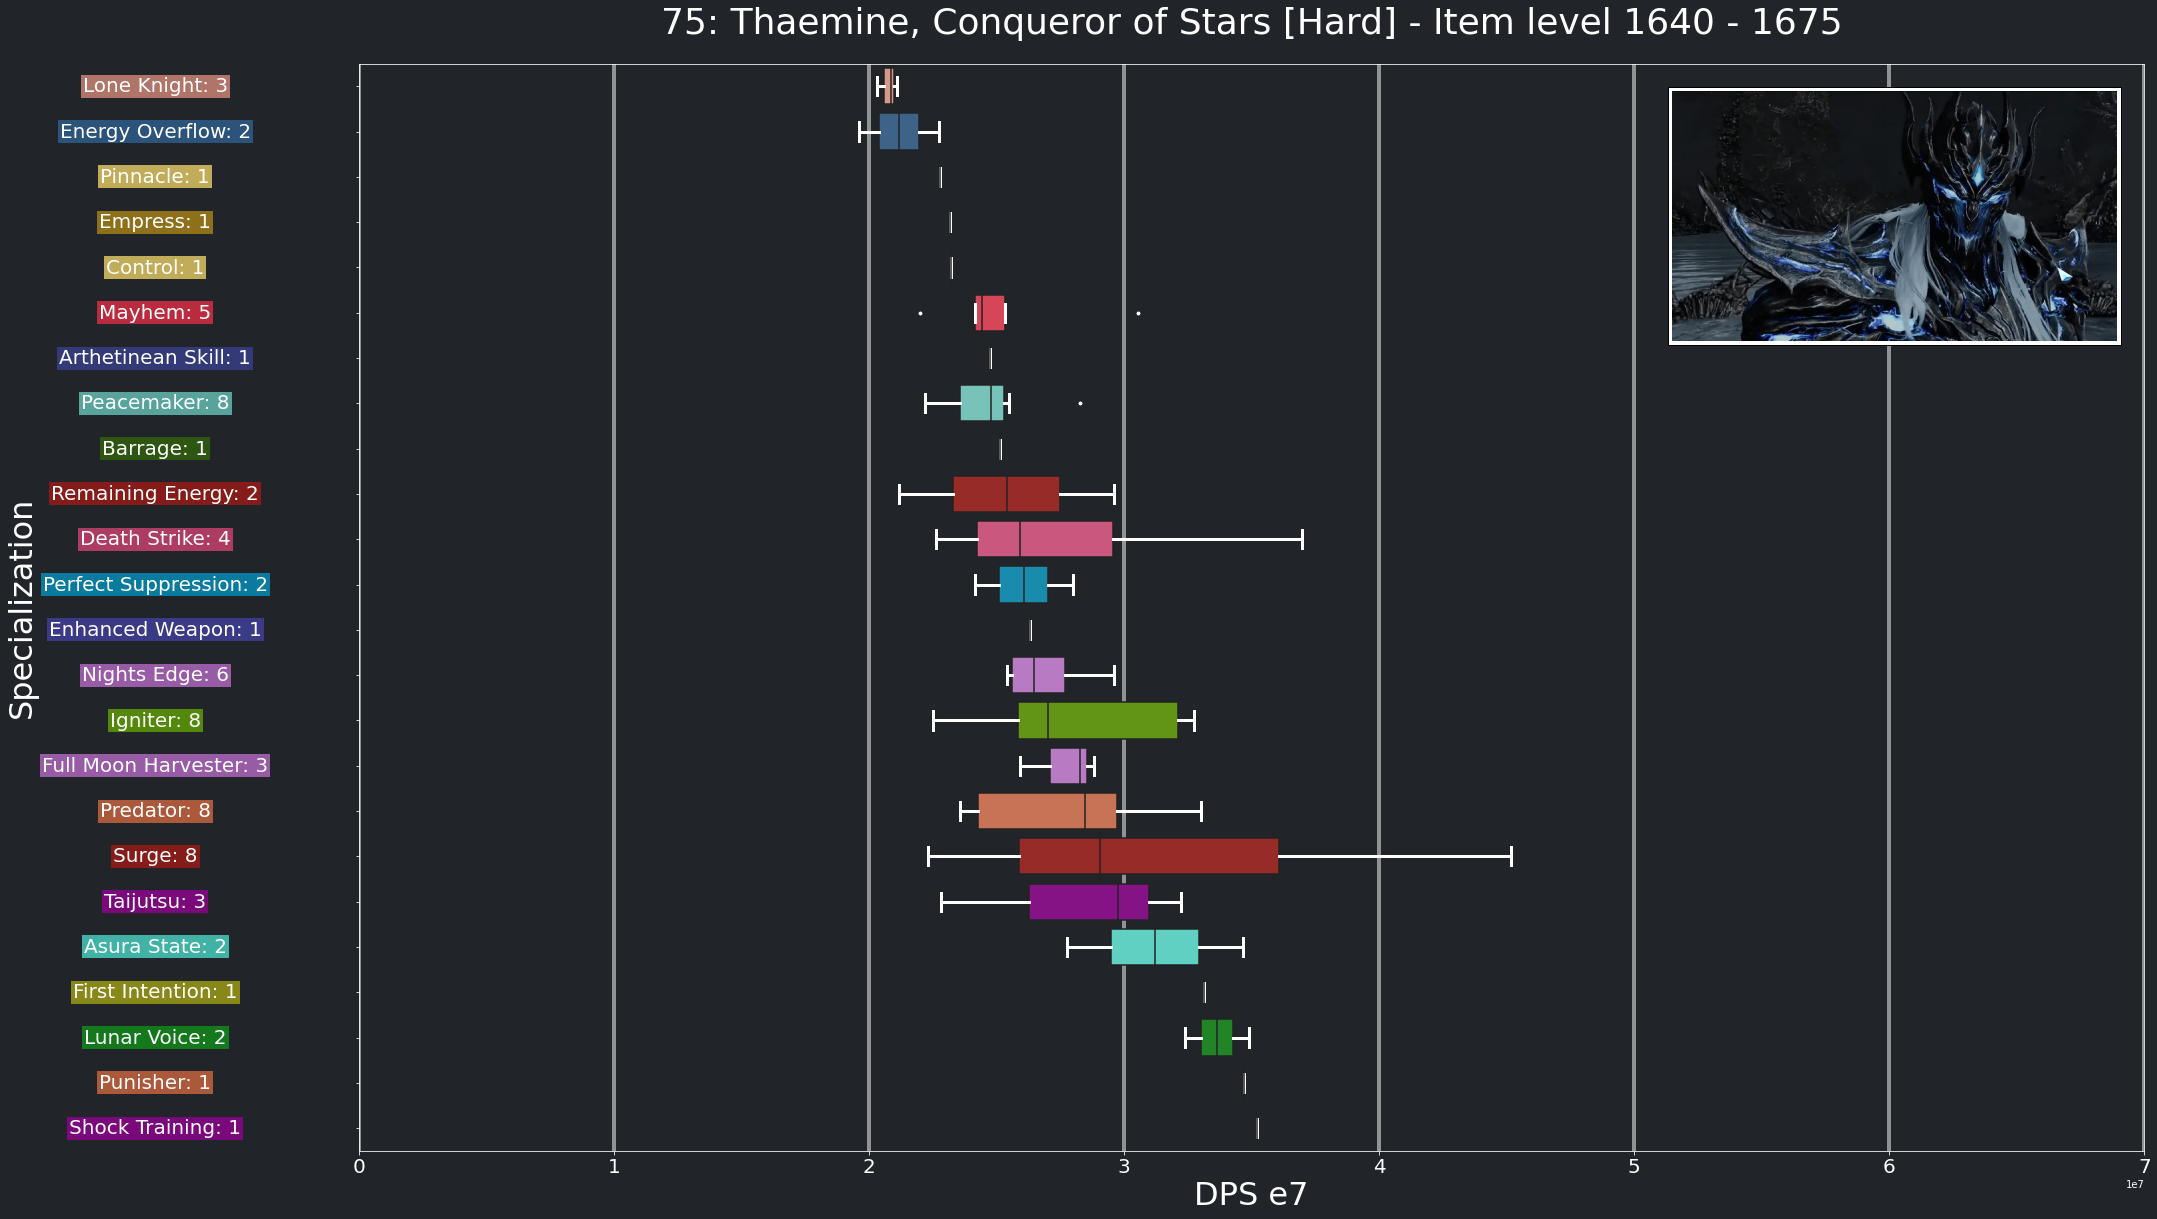 75: Thaemine, Conqueror of Stars [Hard] - Item level 1640 - 1675
Lone Knight: 3
Energy Overflow: 2
Pinnacle: 1
Empress: 1
Control: 1
Mayhem: 5
Arthetinean Skill: 1
Peacemaker: 8
Barrage: 1
Remaining Energy: 2
Death Strike: 4
Perfect Suppression: 2
Enhanced Weapon: 1
Nights Edge: 6
Igniter: 8
Full Moon Harvester: 3
Predator: 8
Surge: 8
Taijutsu: 3
Asura State: 2
First Intention: 1
Lunar Voice: 2
Punisher: 1
Shock Training: 1
Specialization
0 1 2 3 4 5 6 7
1e7
DPS e7